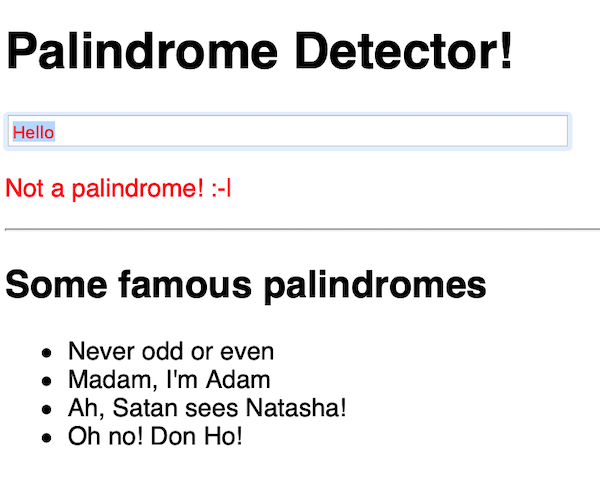 Palindrome Detector!
Hello
Not a palindrome! :-|
Some famous palindromes
Never odd or even
Madam, I'm Adam
Ah, Satan sees Natasha!
Oh no! Don Ho!